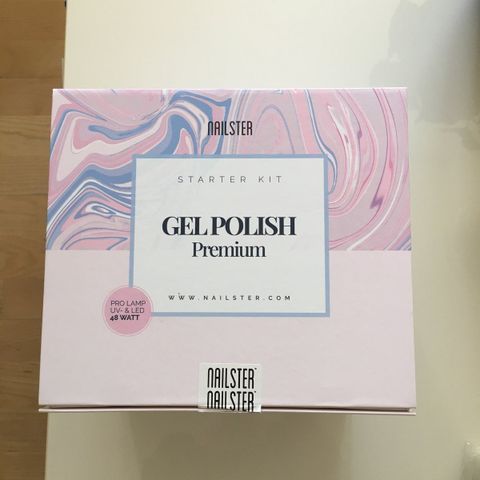 NAILSTER
STARTER KIT
GEL POLISH
Premium
WWW.NAILSTER.COM
PRO LAMP
UV- & LED
48 WATT
NAILSTER
NAILSTER